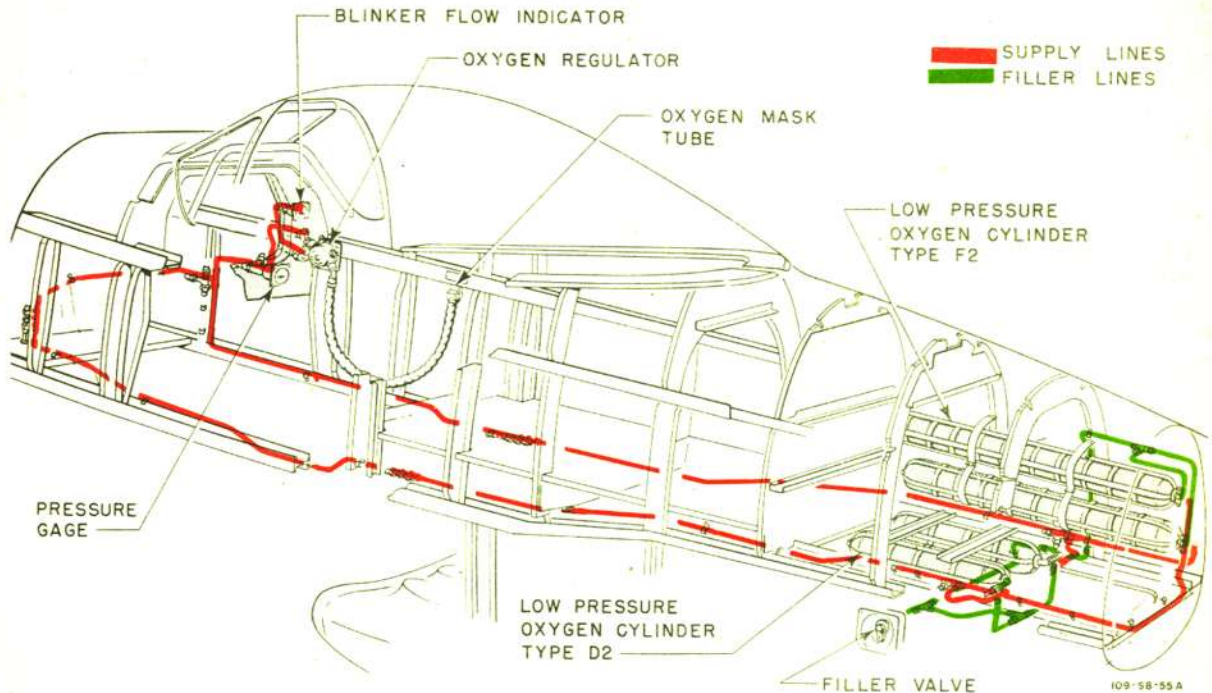 BLINKER FLOW INDICATOR
OXYGEN REGULATOR
SUPPLY LINES
FILLER LINES
OXYGEN MASK
TUBE
LOW PRESSURE
OXYGEN CYLINDER
TYPE F2
PRESSURE
GAGE
LOW PRESSURE
OXYGEN CYLINDER
TYPE D2
FILLER VALVE
109-58-55A